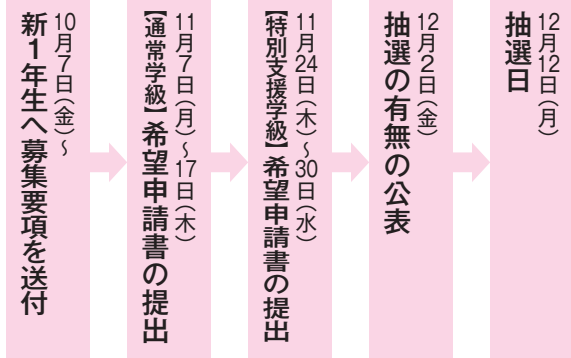 10月7日(金)～
新1年生へ募集要項を送付
11月7日(月)～17日(木)
【通常学級】希望申請書の提出
11月24日(木)～30日(水)
【特別支援学級】希望申請書の提出
12月2日(金)
抽選の有無の公表
12月12日(月)
抽選日